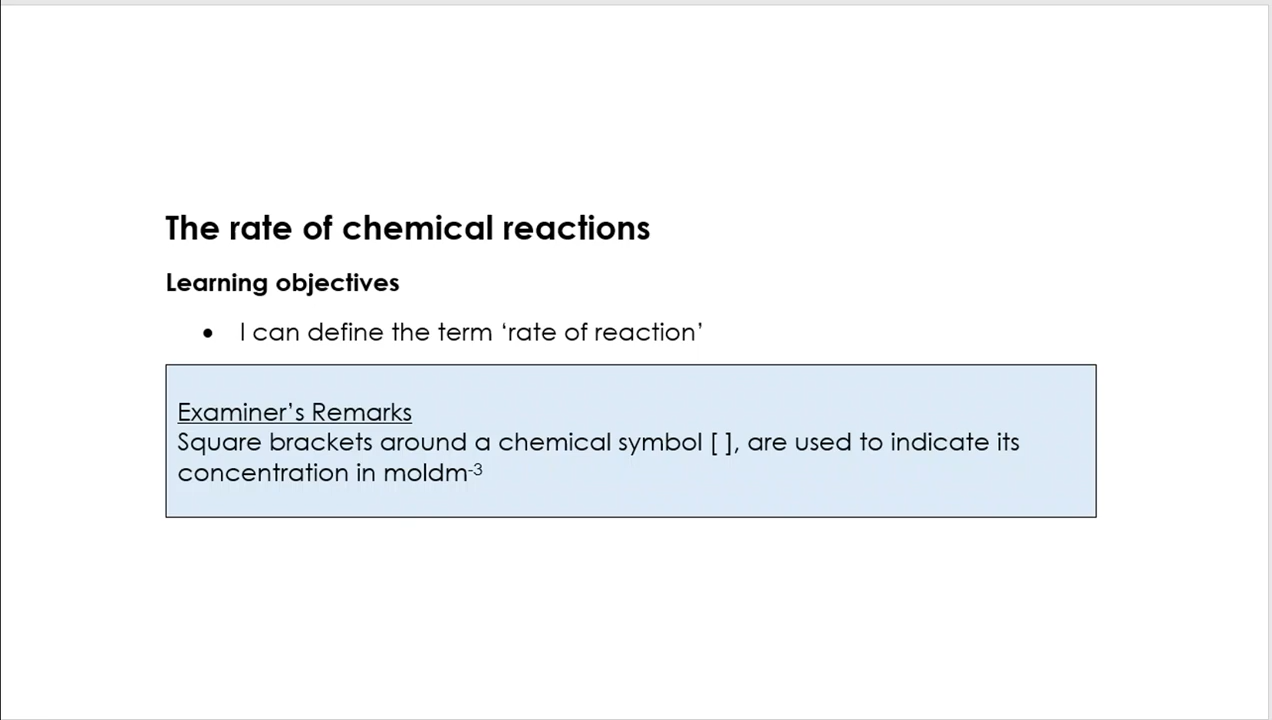 The rate of chemical reactions
Learning objectives
• I can define the term ‘rate of reaction’
Examiner’s Remarks
Square brackets around a chemical symbol [ ], are used to indicate its
concentration in moldm⁻³